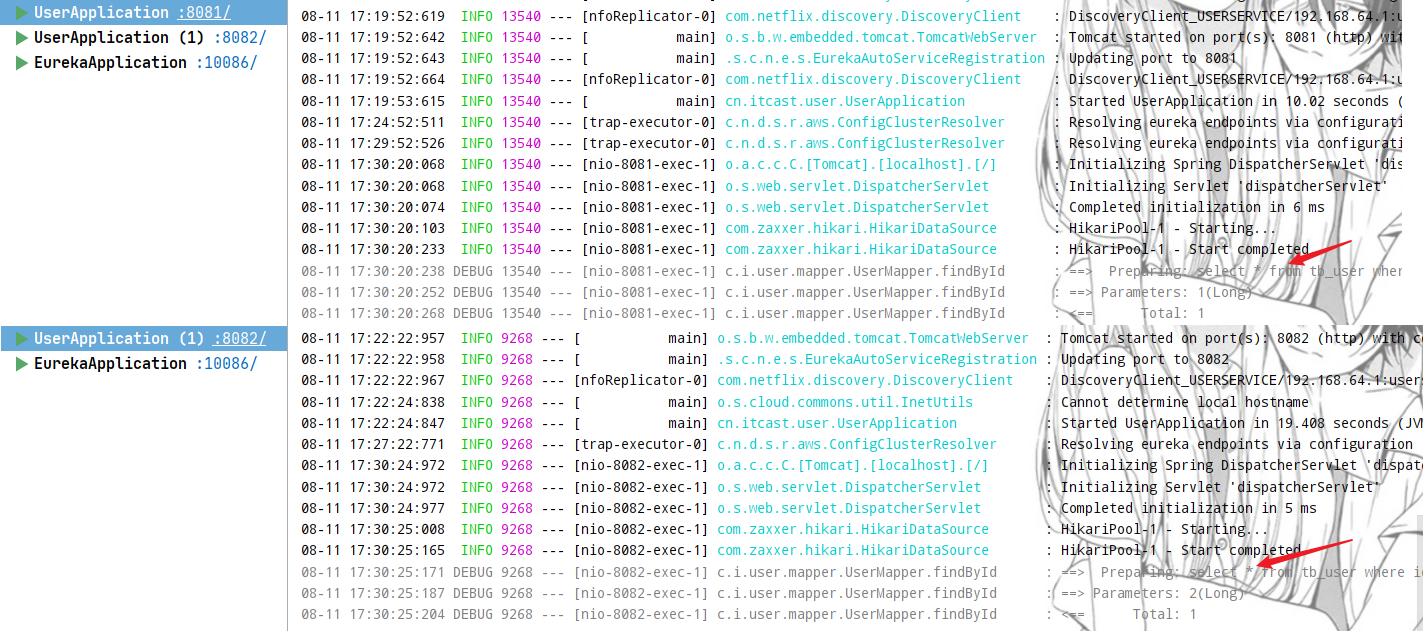 UserApplication :8081/
UserApplication (1) :8082/
EurekaApplication :10086/
08-11 17:19:52:619 INFO 13540 --- [nfoReplicator-0] com.netflix.discovery.DiscoveryClient : DiscoveryClient_USERSERVICE/192.168.64.1:u
08-11 17:19:52:642 INFO 13540 --- [ main] o.s.b.w.embedded.tomcat.TomcatWebServer : Tomcat started on port(s): 8081 (http) wit
08-11 17:19:52:643 INFO 13540 --- [ main] .s.c.n.e.s.EurekaAutoServiceRegistration : Updating port to 8081
08-11 17:19:52:664 INFO 13540 --- [nfoReplicator-0] com.netflix.discovery.DiscoveryClient : DiscoveryClient_USERSERVICE/192.168.64.1:u
08-11 17:19:53:615 INFO 13540 --- [ main] cn.itcast.user.UserApplication : Started UserApplication in 10.02 seconds (
08-11 17:24:52:511 INFO 13540 --- [trap-executor-0] c.n.d.s.r.aws.ConfigClusterResolver : Resolving eureka endpoints via configurati
08-11 17:29:52:526 INFO 13540 --- [trap-executor-0] c.n.d.s.r.aws.ConfigClusterResolver : Resolving eureka endpoints via configurati
08-11 17:30:20:068 INFO 13540 --- [nio-8081-exec-1] o.a.c.c.C.[Tomcat].[localhost].[/] : Initializing Spring DispatcherServlet 'dis
08-11 17:30:20:068 INFO 13540 --- [nio-8081-exec-1] o.s.web.servlet.DispatcherServlet : Initializing Servlet 'dispatcherServlet'
08-11 17:30:20:074 INFO 13540 --- [nio-8081-exec-1] o.s.web.servlet.DispatcherServlet : Completed initialization in 6 ms
08-11 17:30:20:103 INFO 13540 --- [nio-8081-exec-1] com.zaxxer.hikari.HikariDataSource : HikariPool-1 - Starting...
08-11 17:30:20:233 INFO 13540 --- [nio-8081-exec-1] com.zaxxer.hikari.HikariDataSource : HikariPool-1 - Start completed
08-11 17:30:20:238 DEBUG 13540 --- [nio-8081-exec-1] c.i.user.mapper.UserMapper.findById : ==> Preparing: select * from tb_user wher
08-11 17:30:20:252 DEBUG 13540 --- [nio-8081-exec-1] c.i.user.mapper.UserMapper.findById : ==> Parameters: 1(Long)
08-11 17:30:20:268 DEBUG 13540 --- [nio-8081-exec-1] c.i.user.mapper.UserMapper.findById : <== Total: 1
UserApplication (1) :8082/
EurekaApplication :10086/
08-11 17:22:22:957 INFO 9268 --- [ main] o.s.b.w.embedded.tomcat.TomcatWebServer : Tomcat started on port(s): 8082 (http) with c
08-11 17:22:22:958 INFO 9268 --- [ main] .s.c.n.e.s.EurekaAutoServiceRegistration : Updating port to 8082
08-11 17:22:22:967 INFO 9268 --- [nfoReplicator-0] com.netflix.discovery.DiscoveryClient : DiscoveryClient_USERSERVICE/192.168.64.1:users
08-11 17:22:24:838 INFO 9268 --- [ main] o.s.cloud.commons.util.InetUtils : Cannot determine local hostname
08-11 17:22:24:847 INFO 9268 --- [ main] cn.itcast.user.UserApplication : Started UserApplication in 19.408 seconds (JVM
08-11 17:27:22:771 INFO 9268 --- [trap-executor-0] c.n.d.s.r.aws.ConfigClusterResolver : Resolving eureka endpoints via configuration
08-11 17:30:24:972 INFO 9268 --- [nio-8082-exec-1] o.a.c.c.C.[Tomcat].[localhost].[/] : Initializing Spring DispatcherServlet 'dispat
08-11 17:30:24:972 INFO 9268 --- [nio-8082-exec-1] o.s.web.servlet.DispatcherServlet : Initializing Servlet 'dispatcherServlet'
08-11 17:30:24:977 INFO 9268 --- [nio-8082-exec-1] o.s.web.servlet.DispatcherServlet : Completed initialization in 5 ms
08-11 17:30:25:008 INFO 9268 --- [nio-8082-exec-1] com.zaxxer.hikari.HikariDataSource : HikariPool-1 - Starting...
08-11 17:30:25:165 INFO 9268 --- [nio-8082-exec-1] com.zaxxer.hikari.HikariDataSource : HikariPool-1 - Start completed
08-11 17:30:25:171 DEBUG 9268 --- [nio-8082-exec-1] c.i.user.mapper.UserMapper.findById : ==> Preparing: select * from tb_user where i
08-11 17:30:25:187 DEBUG 9268 --- [nio-8082-exec-1] c.i.user.mapper.UserMapper.findById : ==> Parameters: 2(Long)
08-11 17:30:25:204 DEBUG 9268 --- [nio-8082-exec-1] c.i.user.mapper.UserMapper.findById : <== Total: 1